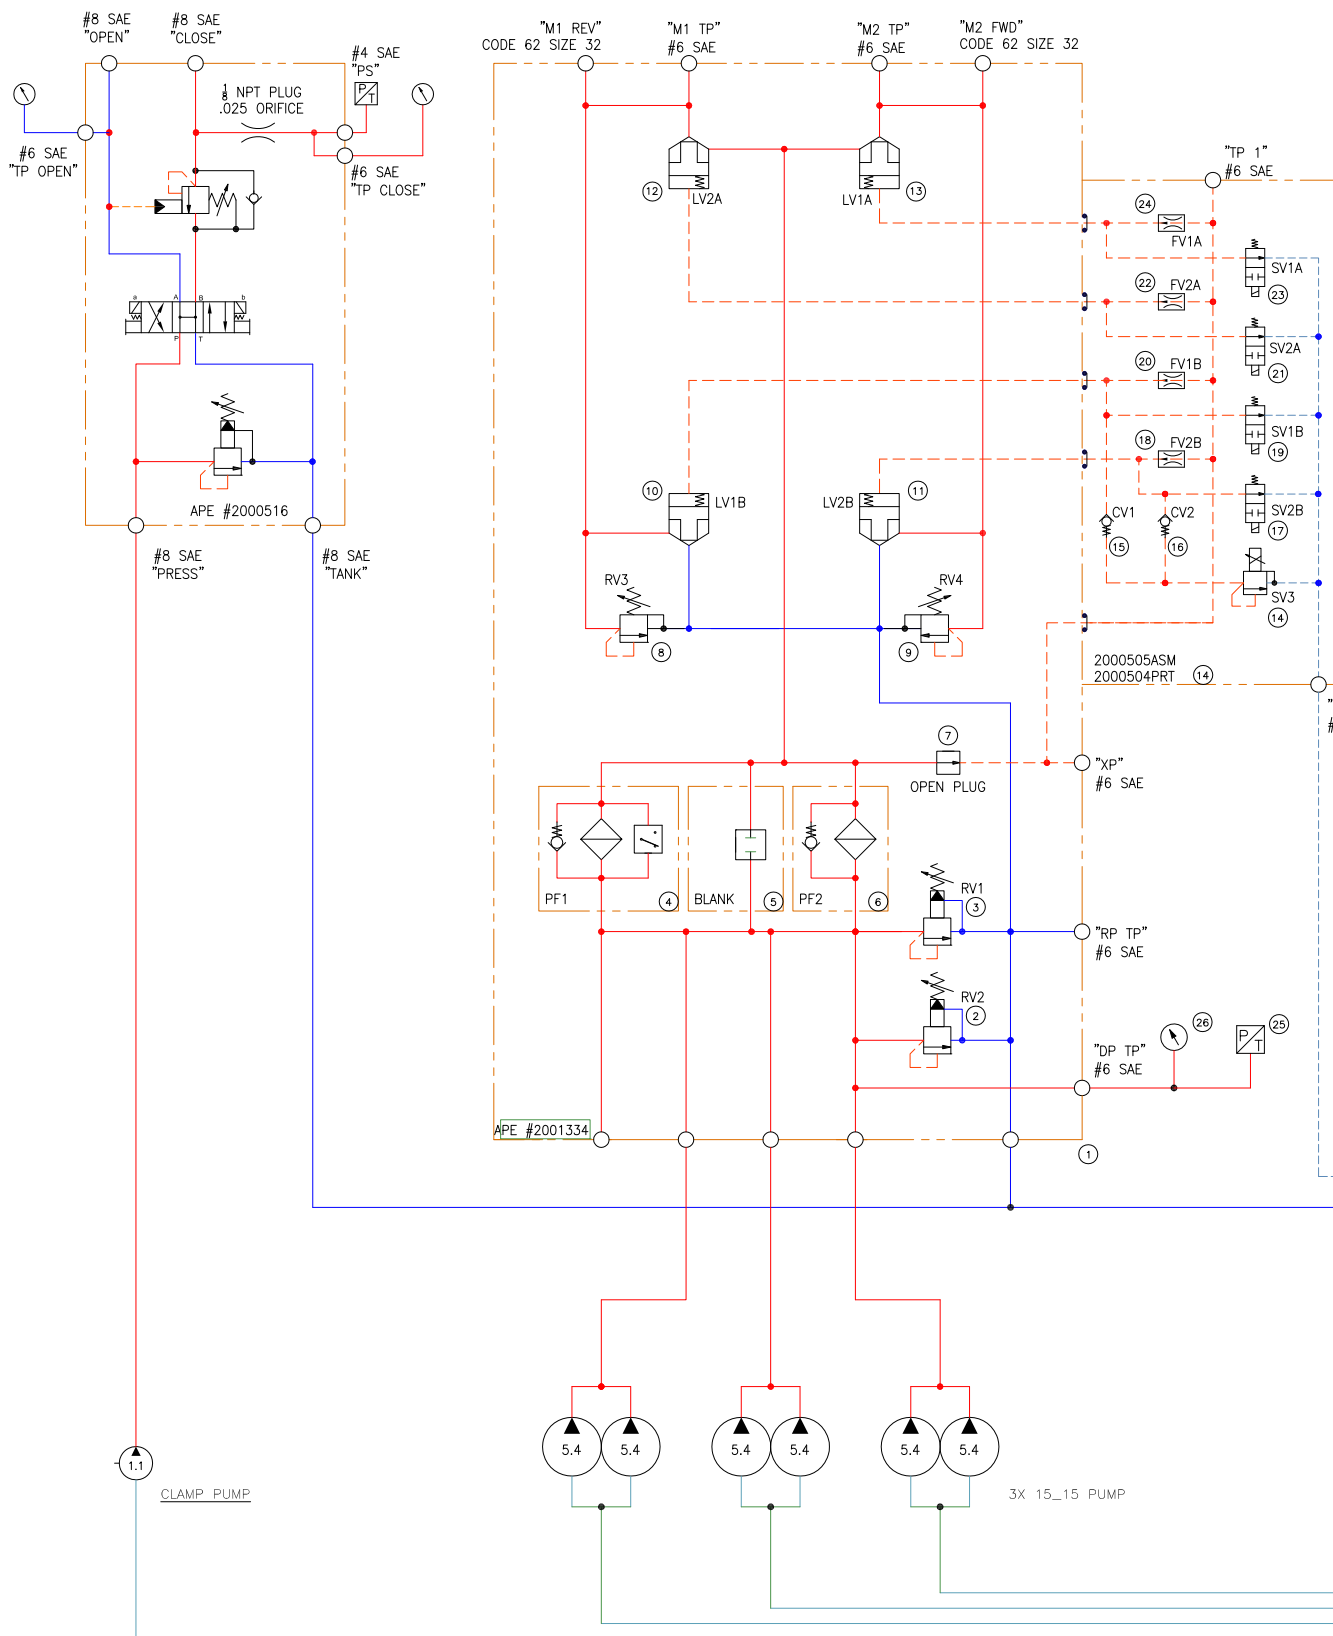 #8 SAE
"OPEN"
#8 SAE
"CLOSE"
#4 SAE
"PS"
P
T
1/8 NPT PLUG
.025 ORIFICE
#6 SAE
"TP OPEN"
#6 SAE
"TP CLOSE"
a
A
B
b
P
T
APE #2000516
#8 SAE
"PRESS"
#8 SAE
"TANK"
"M1 REV"
CODE 62 SIZE 32
"M1 TP"
#6 SAE
"M2 TP"
#6 SAE
"M2 FWD"
CODE 62 SIZE 32
12
LV2A
LV1A
13
"TP 1"
#6 SAE
24
FV1A
SV1A
23
22
FV2A
SV2A
21
20
FV1B
SV1B
19
18
FV2B
SV2B
17
10
LV1B
LV2B
11
CV1
15
CV2
16
SV3
14
RV3
8
RV4
9
2000505ASM
2000504PRT
14
"
#
7
OPEN PLUG
"XP"
#6 SAE
PF1
4
BLANK
5
PF2
6
RV1
3
"RP TP"
#6 SAE
RV2
2
26
25
P
T
"DP TP"
#6 SAE
APE #2001334
1
1.1
CLAMP PUMP
5.4
5.4
5.4
5.4
5.4
5.4
3X 15_15 PUMP